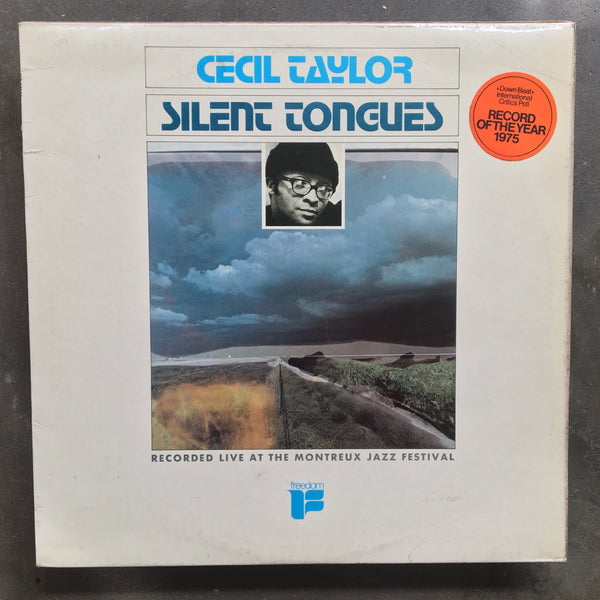 CECIL TAYLOR
SILENT TONGUES
»Down Beat«
International
Critics Poll
RECORD
OF THE YEAR
1975
RECORDED LIVE AT THE MONTREUX JAZZ FESTIVAL
freedom
F